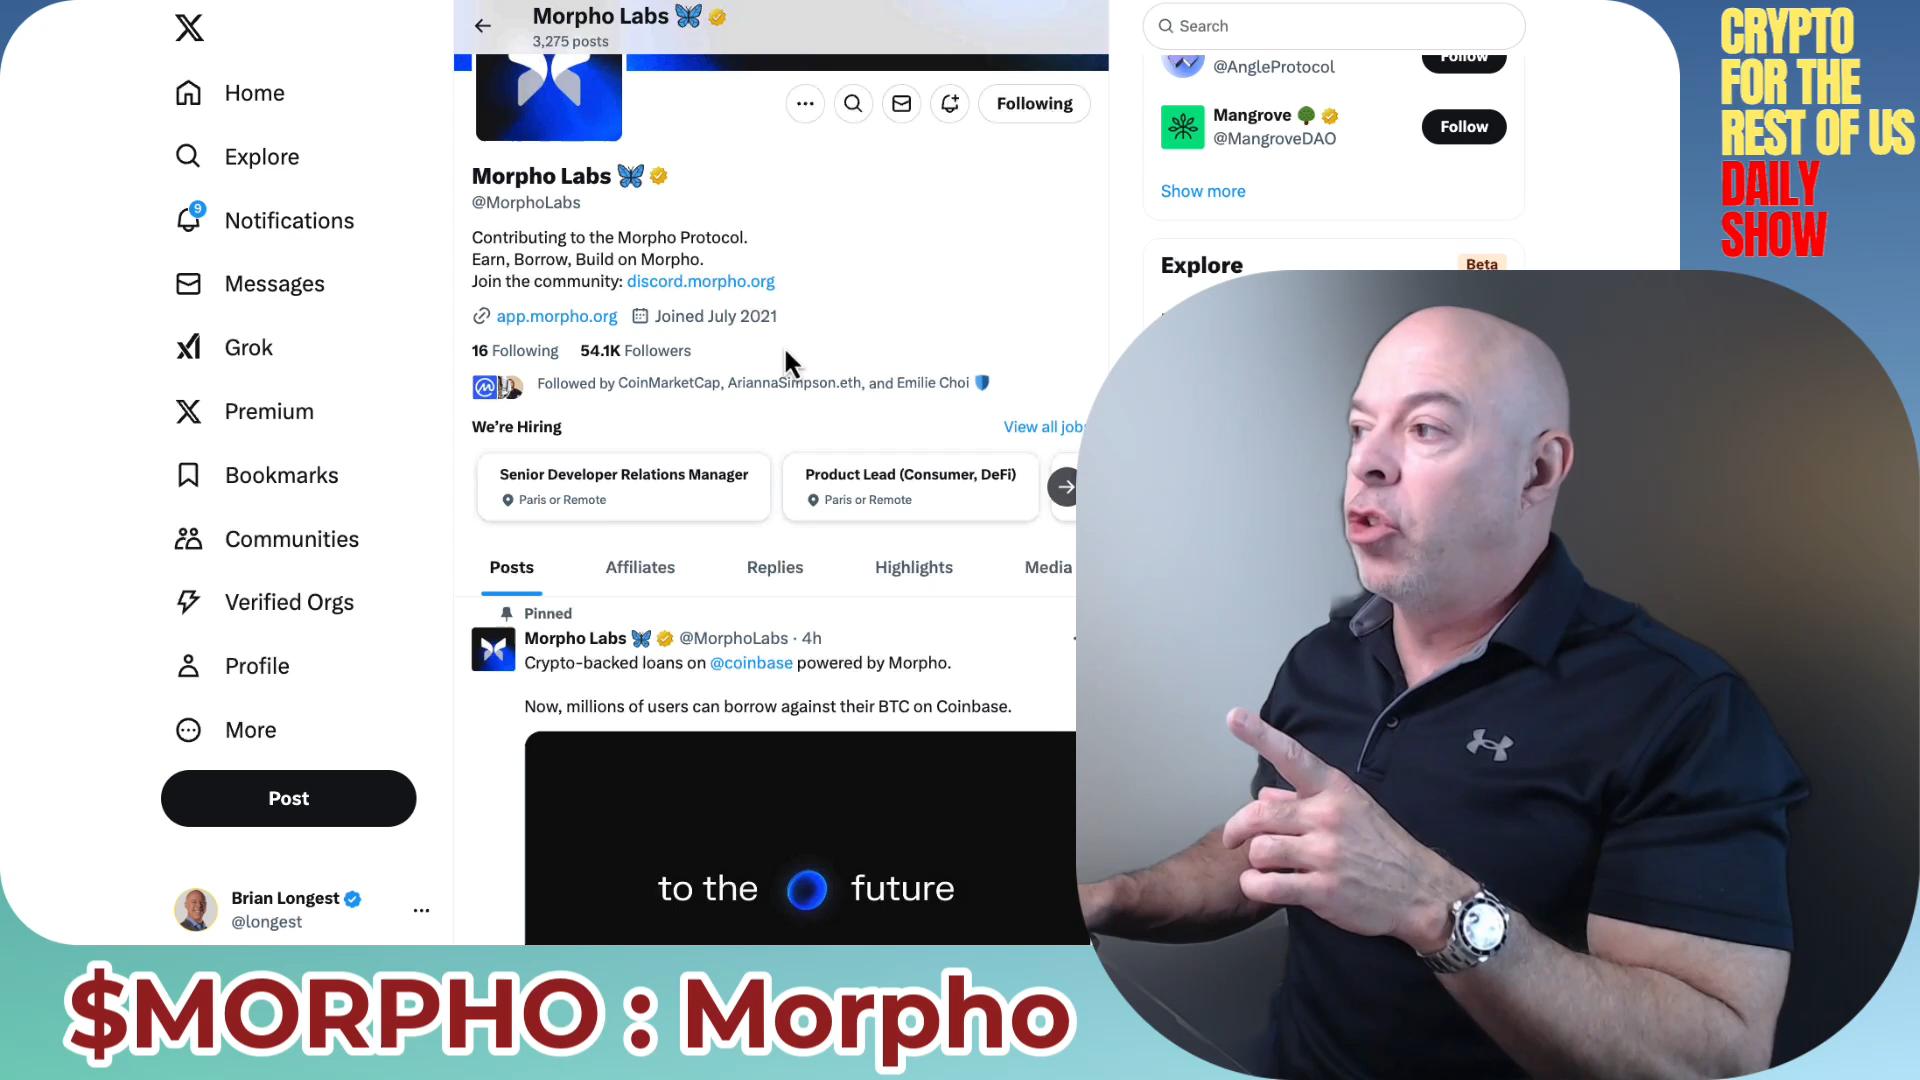 Home
Explore
9
Notifications
Messages
Grok
Premium
Bookmarks
Communities
Verified Orgs
Profile
More
Post
Brian Longest
@longest
Morpho Labs
3,275 posts
Following
Morpho Labs
@MorphoLabs
Contributing to the Morpho Protocol.
Earn, Borrow, Build on Morpho.
Join the community: discord.morpho.org
app.morpho.org Joined July 2021
16 Following 54.1K Followers
Followed by CoinMarketCap, AriannaSimpson.eth, and Emilie Choi
We're Hiring
View all jobs
Senior Developer Relations Manager
Paris or Remote
Product Lead (Consumer, DeFi)
Paris or Remote
Posts Affiliates Replies Highlights Media
Pinned
Morpho Labs @MorphoLabs · 4h
Crypto-backed loans on @coinbase powered by Morpho.
Now, millions of users can borrow against their BTC on Coinbase.
to the future
Search
@AngleProtocol
Follow
Mangrove
@MangroveDAO
Follow
Show more
Explore
Beta
CRYPTO
FOR THE
REST OF US
DAILY
SHOW
$MORPHO : Morpho